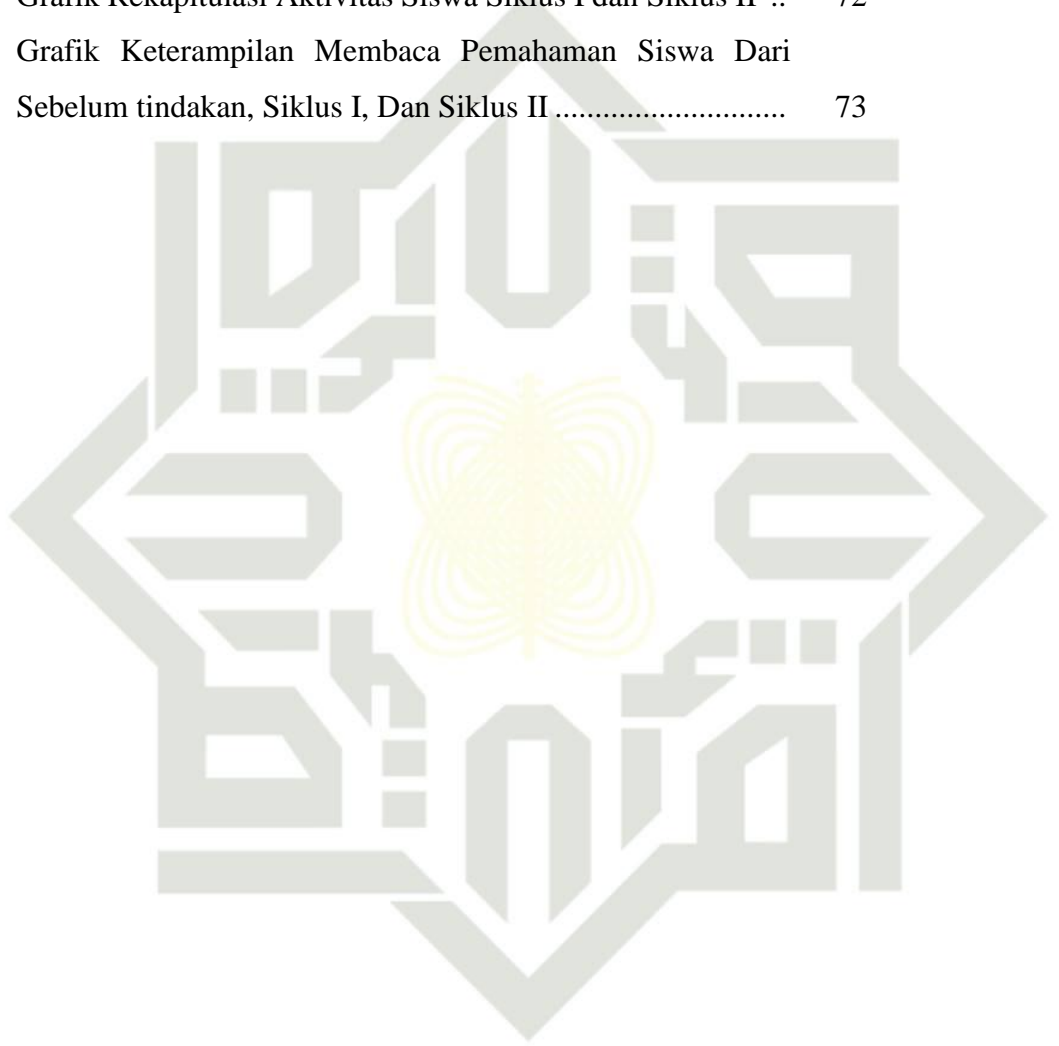 Grafik Rekapitulasi Aktivitas Siswa Siklus I dan Siklus II .. 72
Grafik Keterampilan Membaca Pemahaman Siswa Dari
Sebelum tindakan, Siklus I, Dan Siklus II ............................ 73